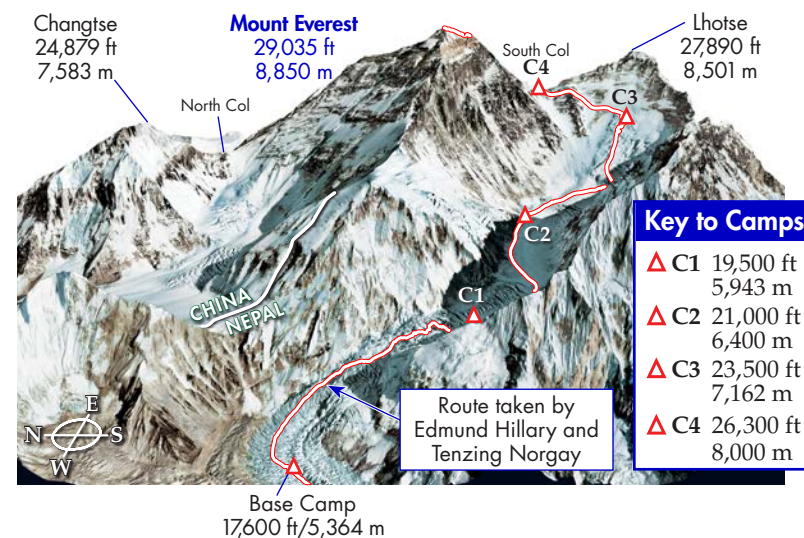 Changtse
24,879 ft
7,583 m
North Col
Mount Everest
29,035 ft
8,850 m
South Col
C4
Lhotse
27,890 ft
8,501 m
C3
C2
C1
CHINA
NEPAL
Key to Camps
C1 19,500 ft
5,943 m
C2 21,000 ft
6,400 m
C3 23,500 ft
7,162 m
C4 26,300 ft
8,000 m
Route taken by
Edmund Hillary and
Tenzing Norgay
E
N S
W
Base Camp
17,600 ft/5,364 m